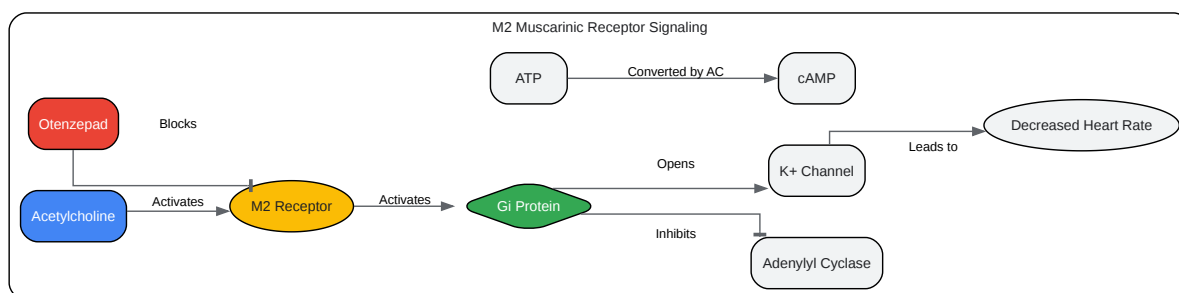 M2 Muscarinic Receptor Signaling
ATP
Converted by AC
cAMP
Otenzepad
Blocks
Decreased Heart Rate
Leads to
Opens
K+ Channel
Acetylcholine
Activates
M2 Receptor
Activates
Gi Protein
Inhibits
Adenylyl Cyclase